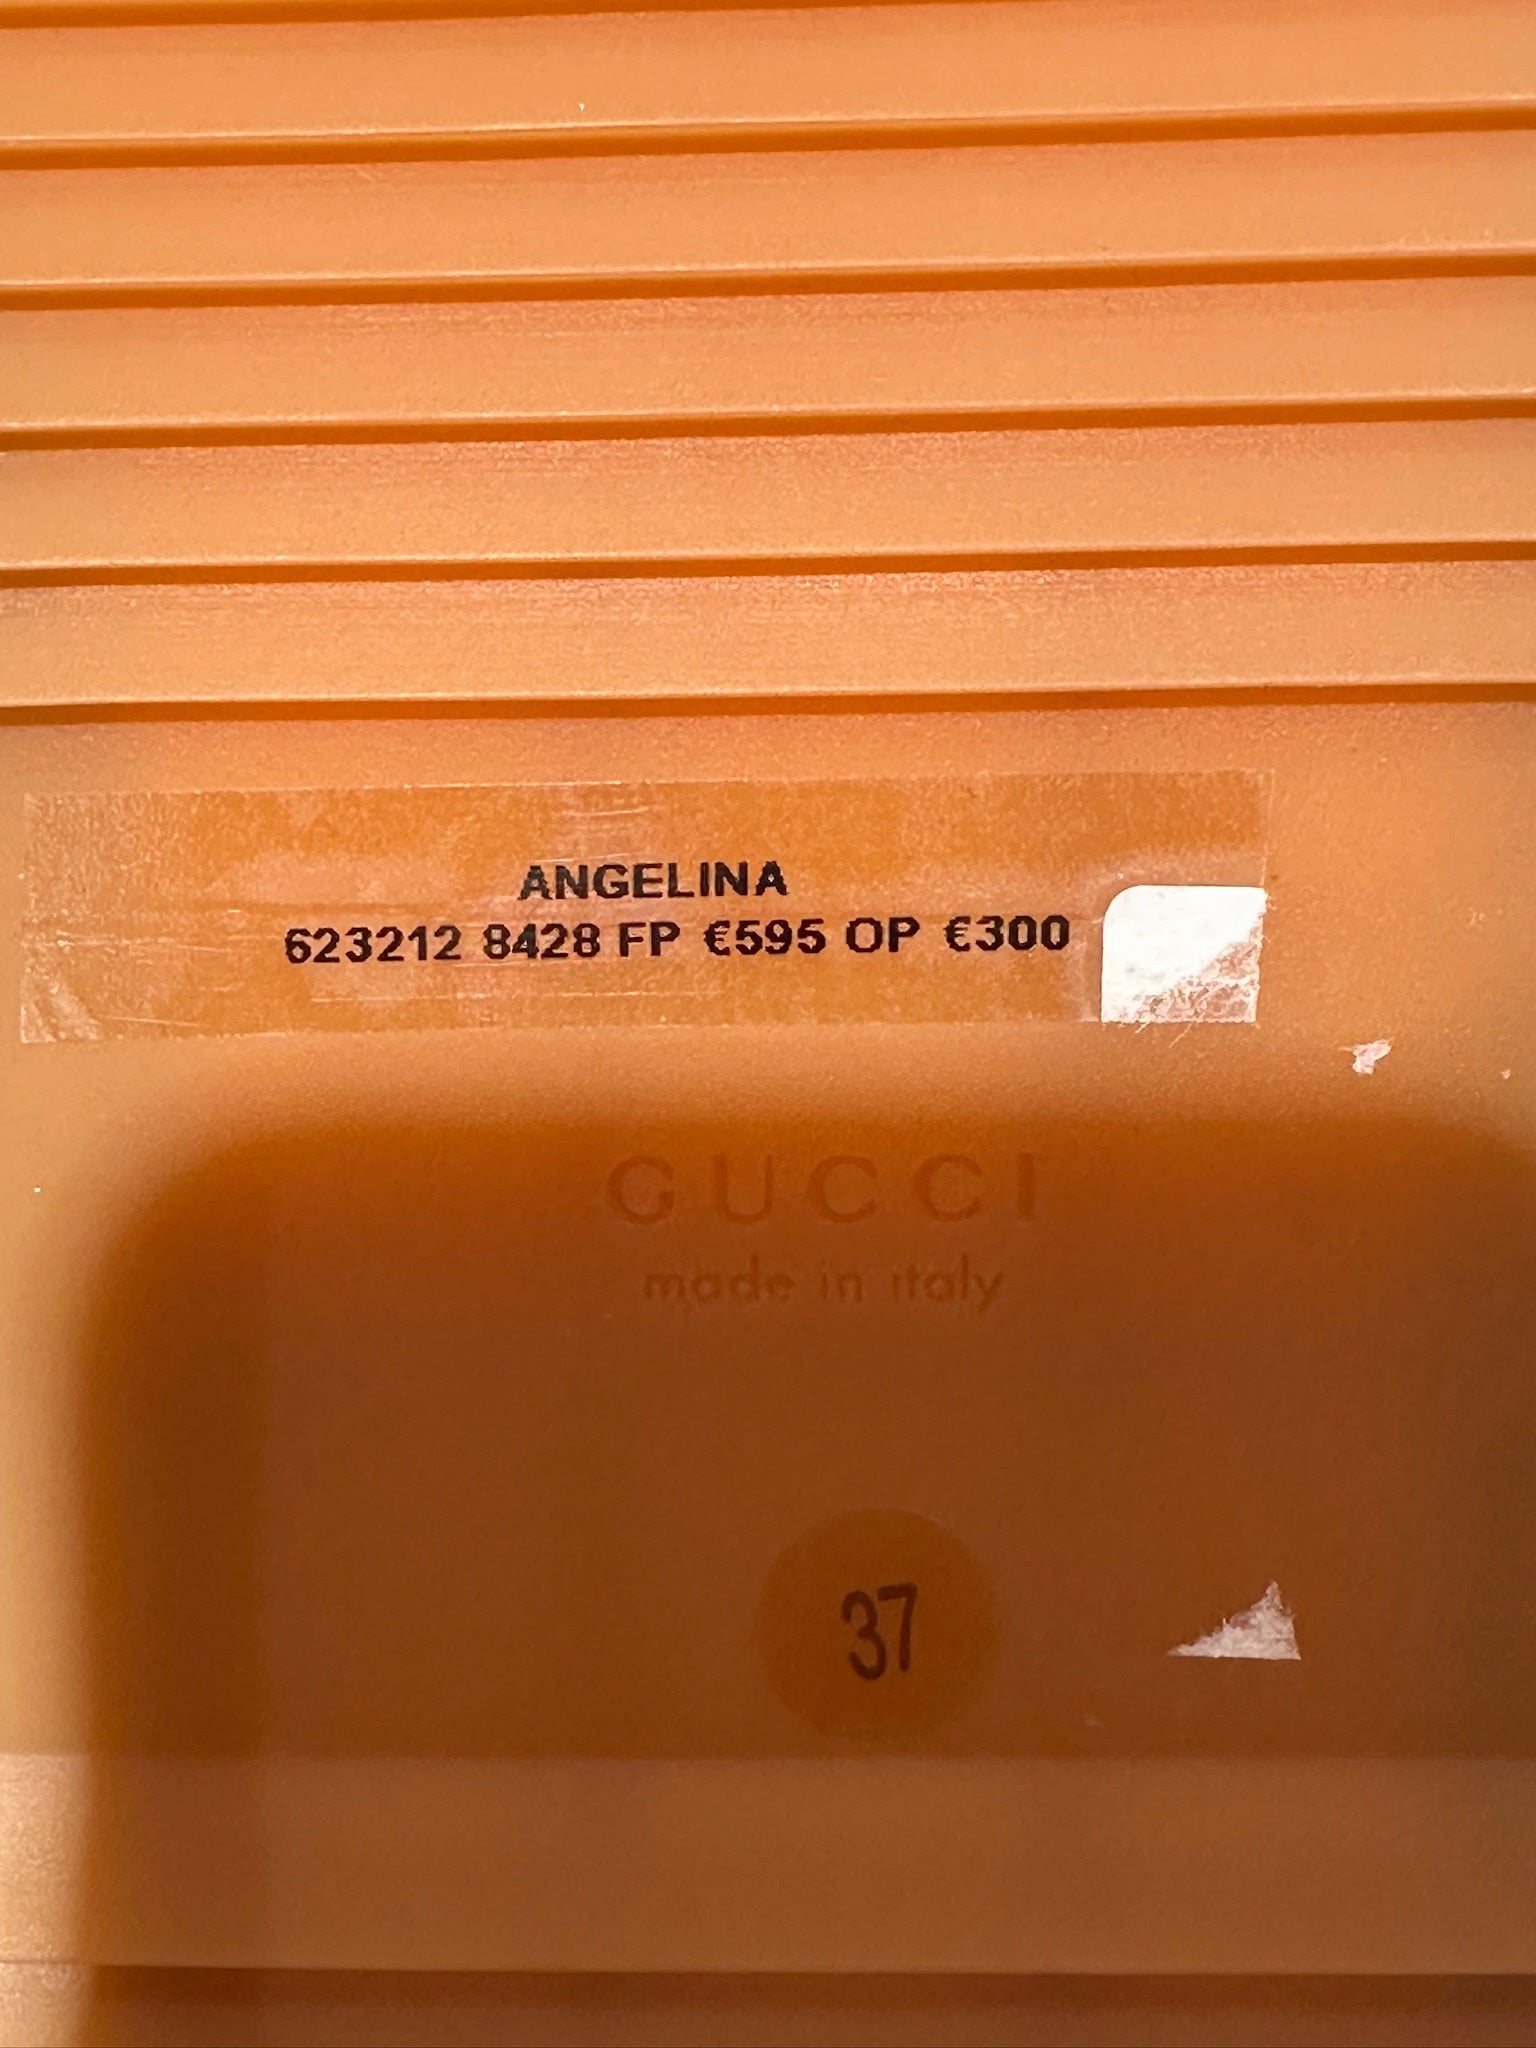 ANGELINA
623212 8428 FP €595 OP €300
GUCCI
made in italy
37